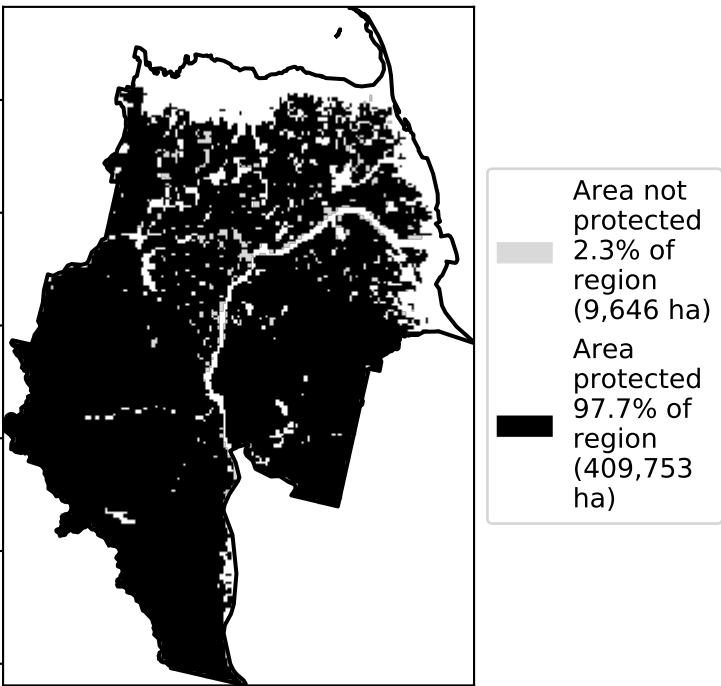 Area not
protected
2.3% of
region
(9,646 ha)
Area
protected
97.7% of
region
(409,753
ha)